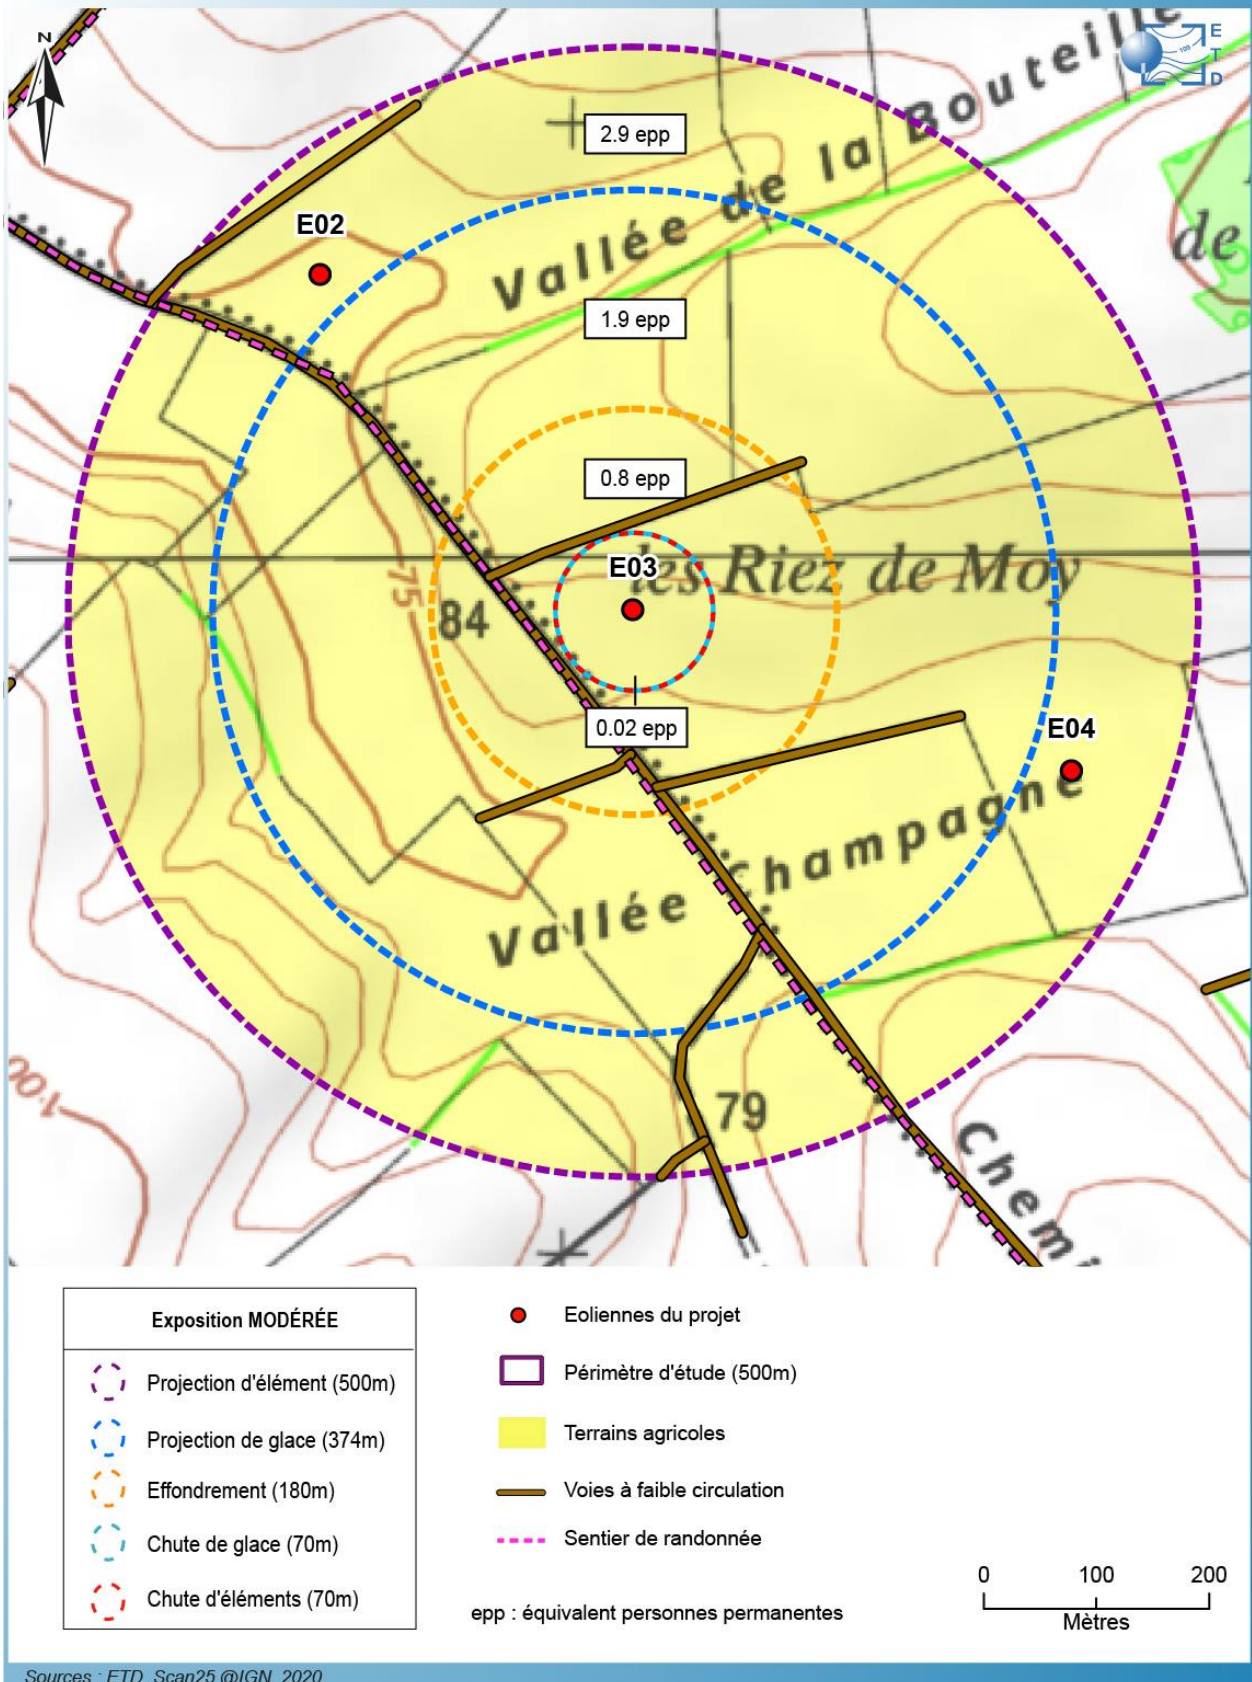 N
E
T
D
100
Vallée de la Bouteille
2.9 epp
E02
de
1.9 epp
0.8 epp
les Riez de Moy
E03
75
84
0.02 epp
E04
Vallée Champagne
100
79
Chemi
Exposition MODÉRÉE
Projection d'élément (500m)
Projection de glace (374m)
Effondrement (180m)
Chute de glace (70m)
Chute d'éléments (70m)
Eoliennes du projet
Périmètre d'étude (500m)
Terrains agricoles
Voies à faible circulation
Sentier de randonnée
epp : équivalent personnes permanentes
0 100 200
Mètres
Sources : ETD, Scan25 @IGN, 2020